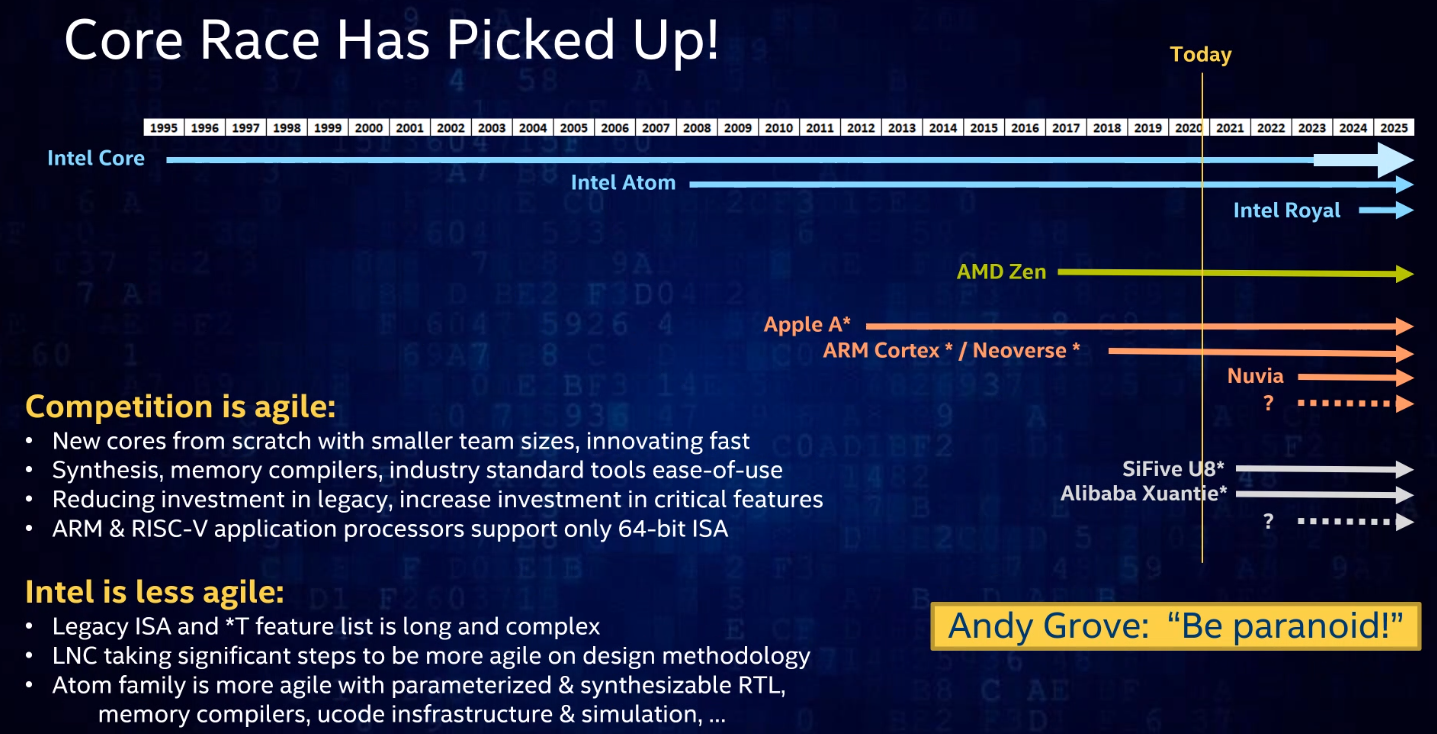 Core Race Has Picked Up!
Today
1995 1996 1997 1998 1999 2000 2001 2002 2003 2004 2005 2006 2007 2008 2009 2010 2011 2012 2013 2014 2015 2016 2017 2018 2019 2020 2021 2022 2023 2024 2025
Intel Core
Intel Atom
Intel Royal
AMD Zen
Apple A*
ARM Cortex * / Neoverse *
Nuvia
?
SiFive U8*
Alibaba Xuantie*
?
Competition is agile:
• New cores from scratch with smaller team sizes, innovating fast
• Synthesis, memory compilers, industry standard tools ease-of-use
• Reducing investment in legacy, increase investment in critical features
• ARM & RISC-V application processors support only 64-bit ISA
Intel is less agile:
• Legacy ISA and *T feature list is long and complex
• LNC taking significant steps to be more agile on design methodology
• Atom family is more agile with parameterized & synthesizable RTL,
memory compilers, ucode insfrastructure & simulation, ...
Andy Grove: “Be paranoid!”